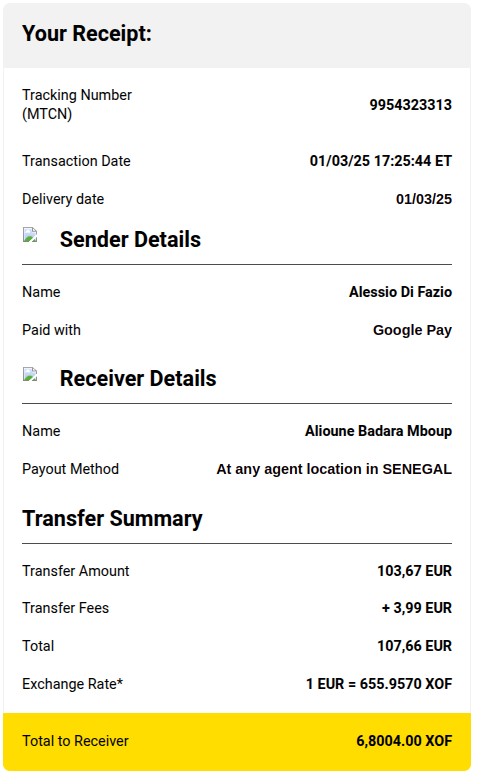 Your Receipt:
Tracking Number
(MTCN)
9954323313
Transaction Date 01/03/25 17:25:44 ET
Delivery date 01/03/25
Sender Details
Name Alessio Di Fazio
Paid with Google Pay
Receiver Details
Name Alioune Badara Mboup
Payout Method At any agent location in SENEGAL
Transfer Summary
Transfer Amount 103,67 EUR
Transfer Fees + 3,99 EUR
Total 107,66 EUR
Exchange Rate* 1 EUR = 655.9570 XOF
Total to Receiver 6,8004.00 XOF